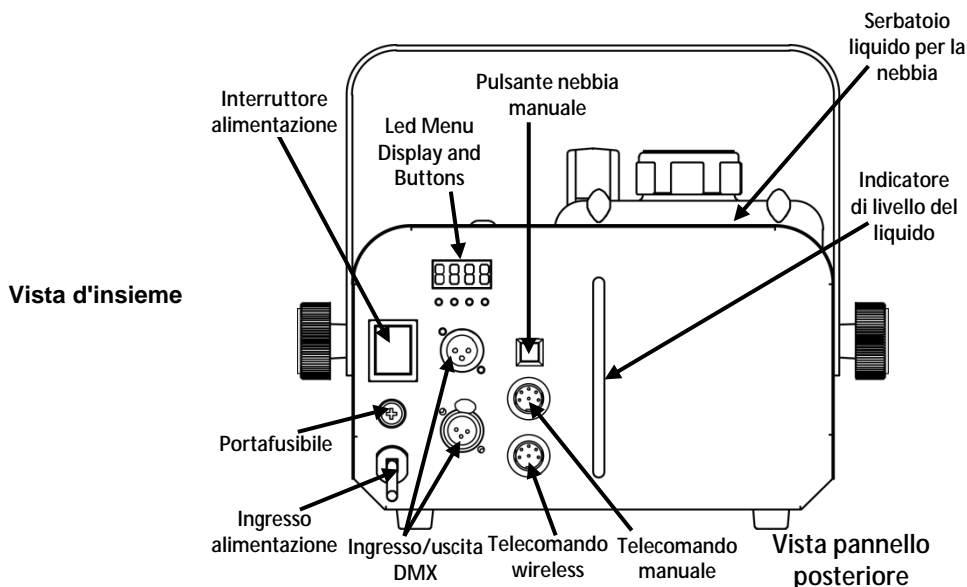 Serbatoio
liquido per la
nebbia
Pulsante nebbia
manuale
Interruttore
alimentazione
Led Menu
Display and
Buttons
Indicatore
di livello del
liquido
Vista d'insieme
Portafusibile
Ingresso
alimentazione
Ingresso/uscita
DMX
Telecomando
wireless
Telecomando
manuale
Vista pannello
posteriore